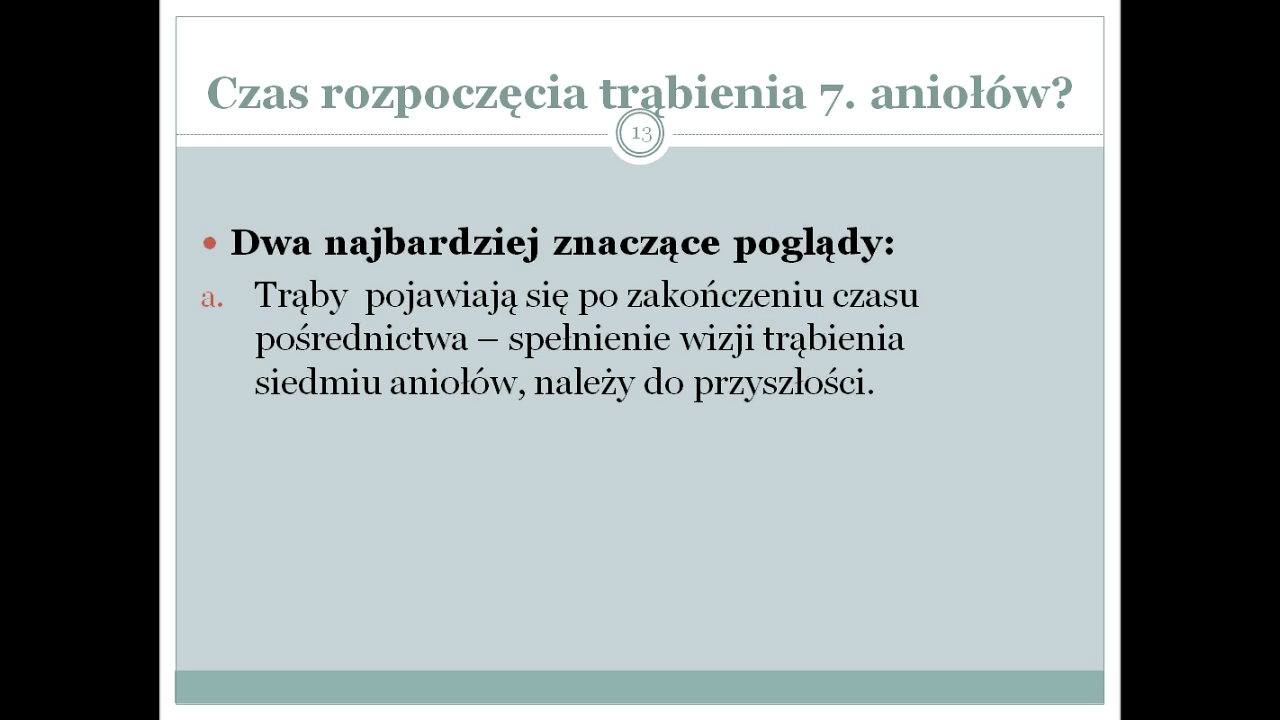 Czas rozpoczęcia trąbienia 7. aniołów?
13
• Dwa najbardziej znaczące poglądy:
a. Trąby pojawiają się po zakończeniu czasu
pośrednictwa – spełnienie wizji trąbienia
siedmiu aniołów, należy do przyszłości.